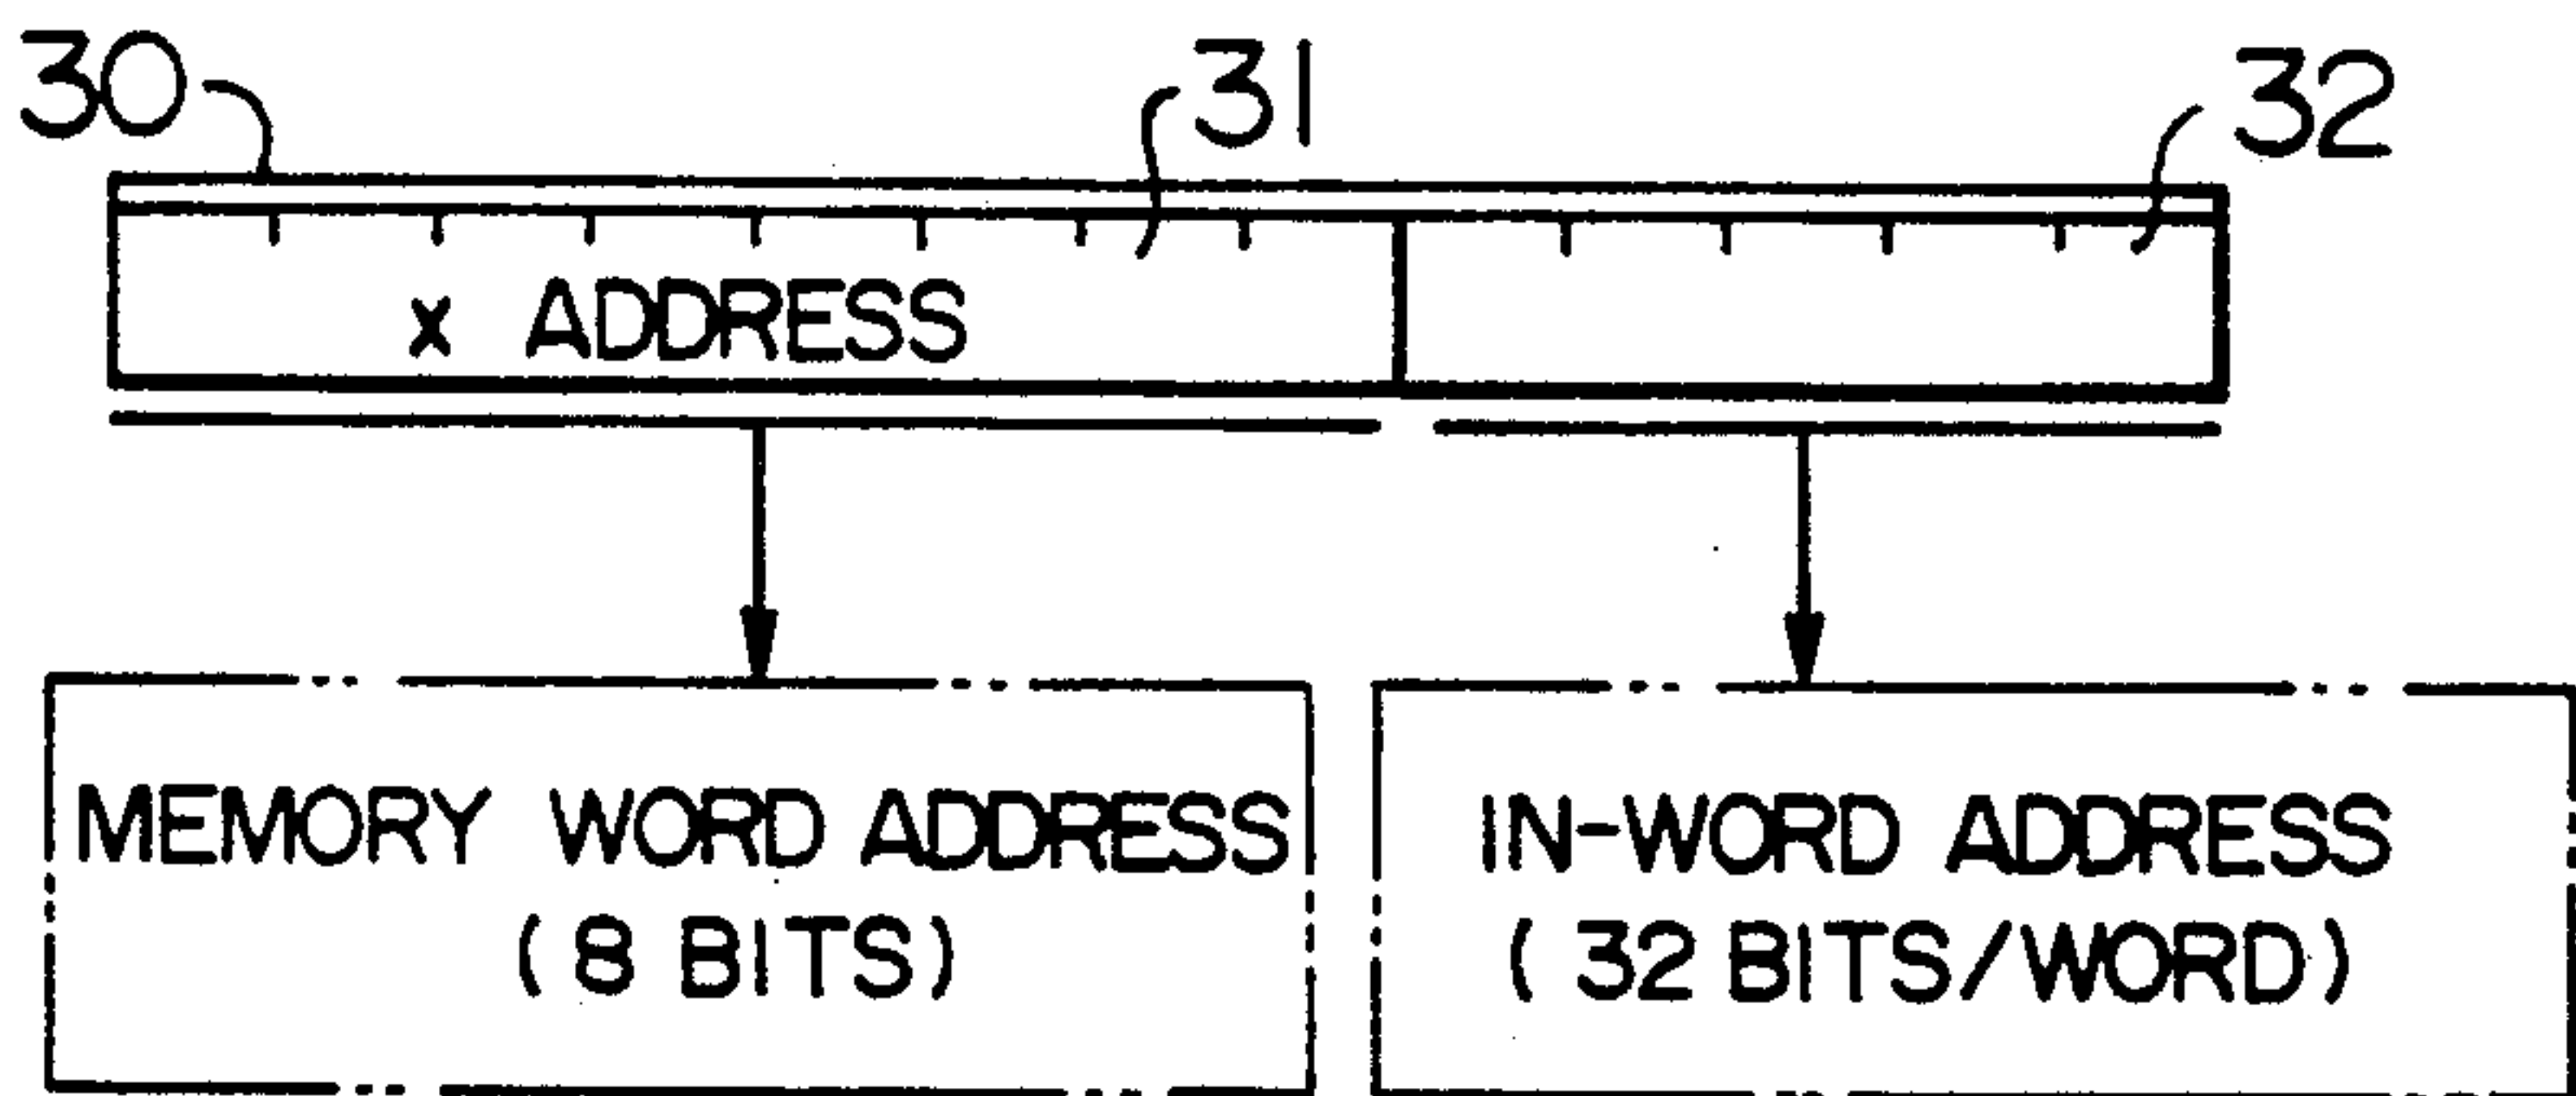 30
31
32
x ADDRESS
MEMORY WORD ADDRESS
(8 BITS)
IN-WORD ADDRESS
(32 BITS/WORD)